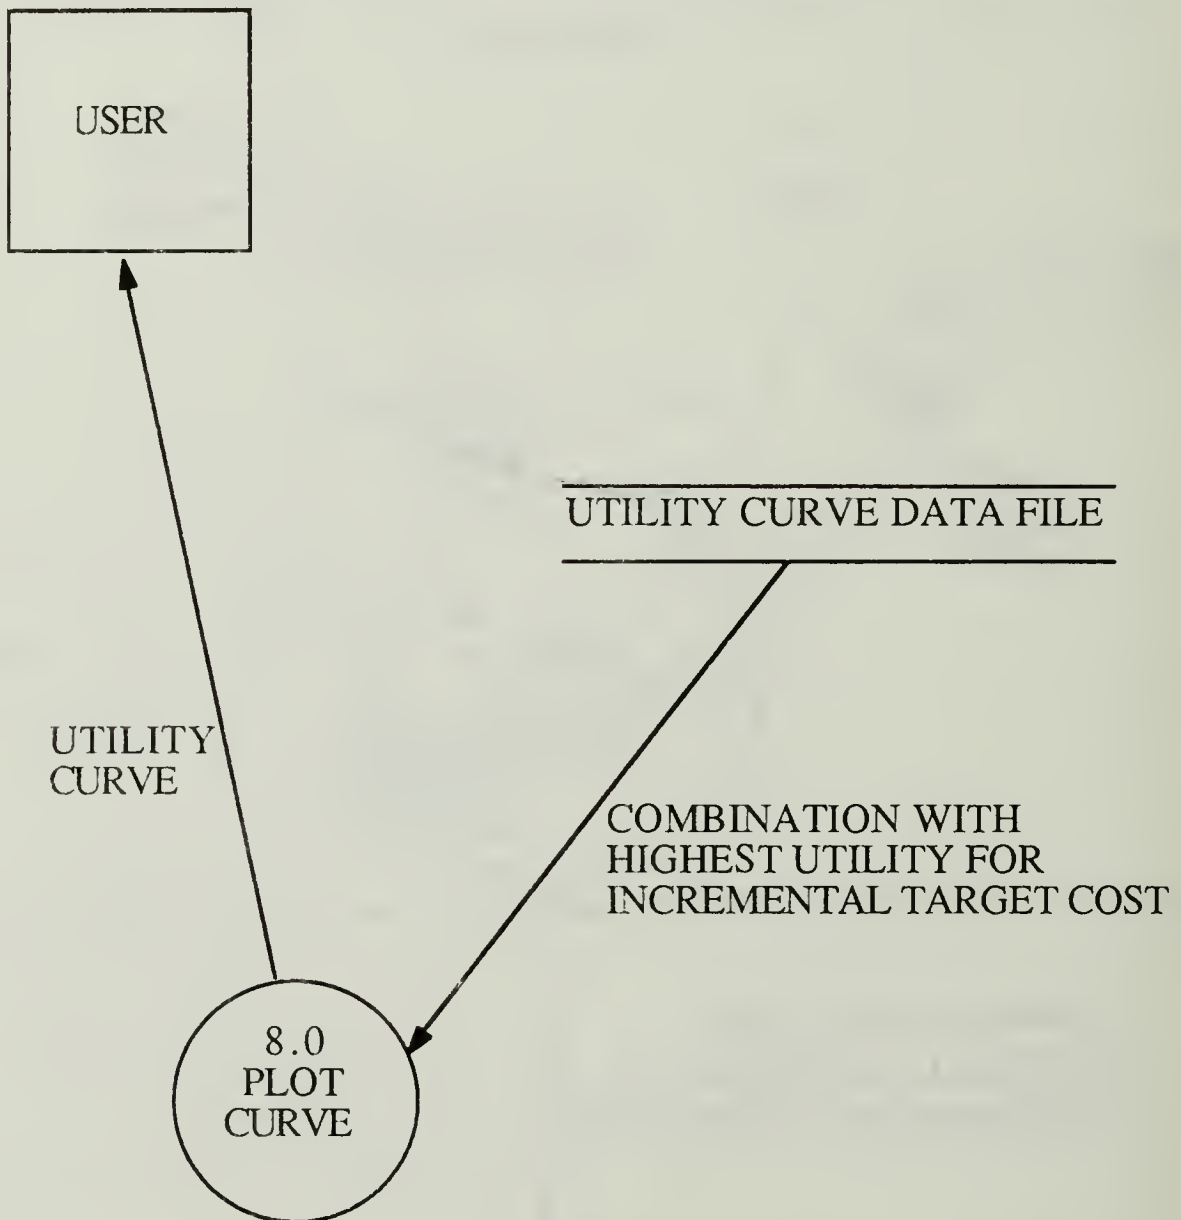 USER
UTILITY CURVE DATA FILE
UTILITY
CURVE
COMBINATION WITH
HIGHEST UTILITY FOR
INCREMENTAL TARGET COST
8.0
PLOT
CURVE